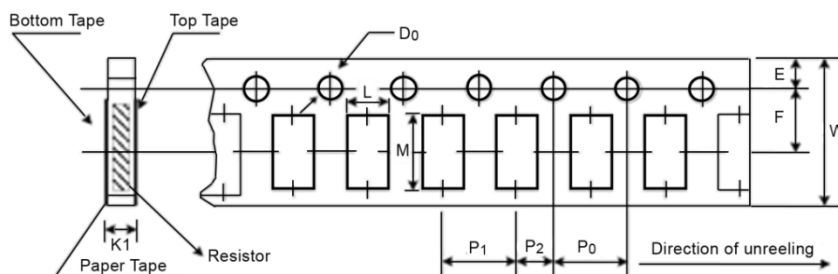 Bottom Tape
Top Tape
D0
E
L
W
F
M
K1
Resistor
P1
P2
P0
Direction of unreeling
Paper Tape